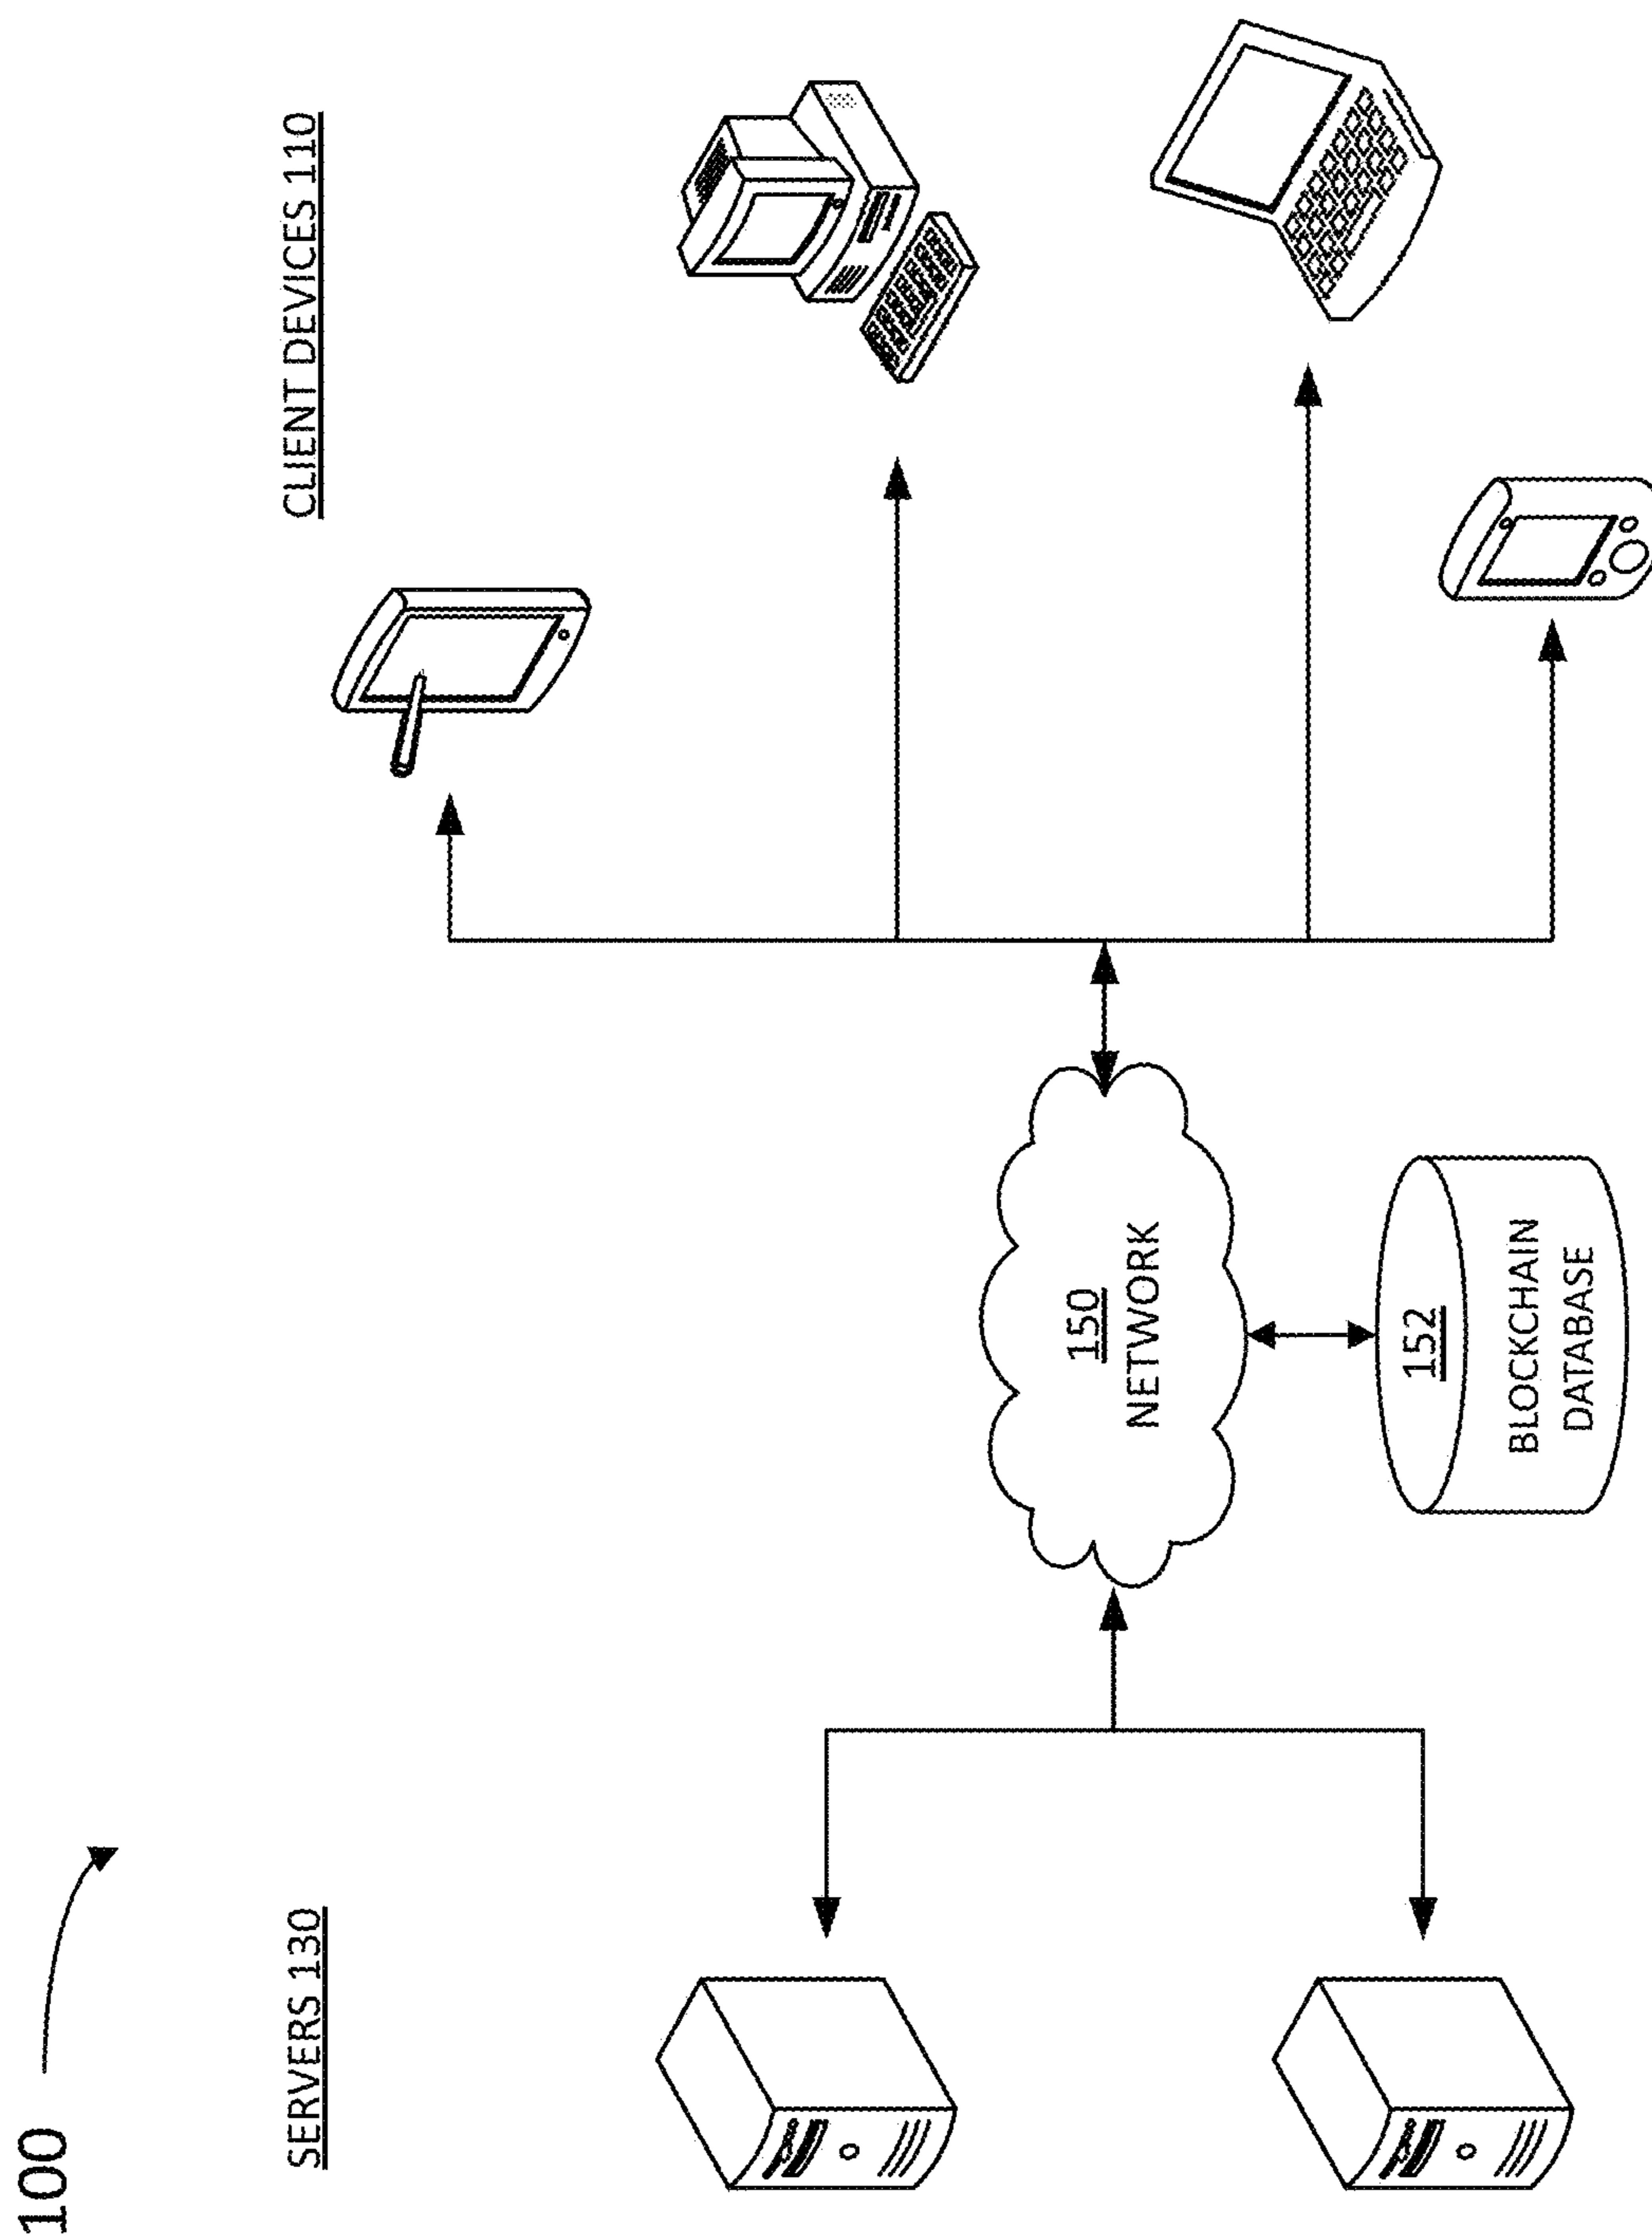 100
SERVERS 130
CLIENT DEVICES 110
150
NETWORK
152
BLOCKCHAIN
DATABASE